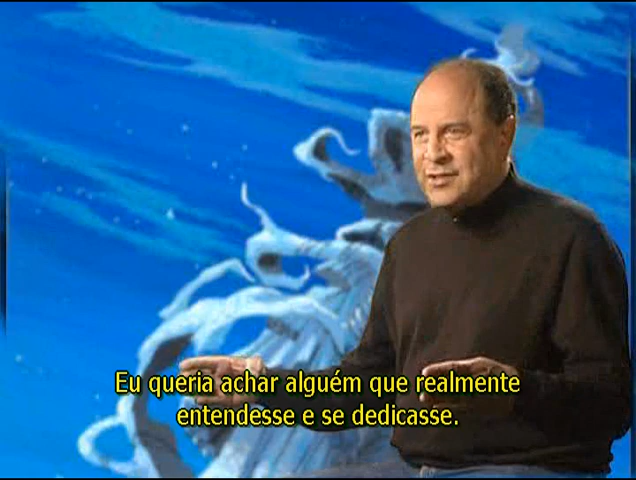 Eu queria achar alguém que realmente
entendesse e se dedicasse.